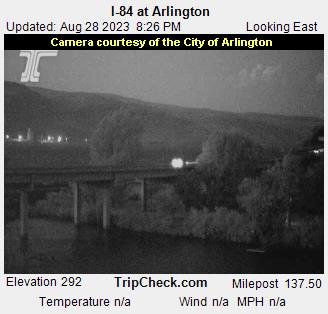 I-84 at Arlington
Updated: Aug 28 2023 8:26 PM Looking East
Camera courtesy of the City of Arlington
Elevation 292 TripCheck.com Milepost 137.50
Temperature n/a Wind n/a MPH n/a